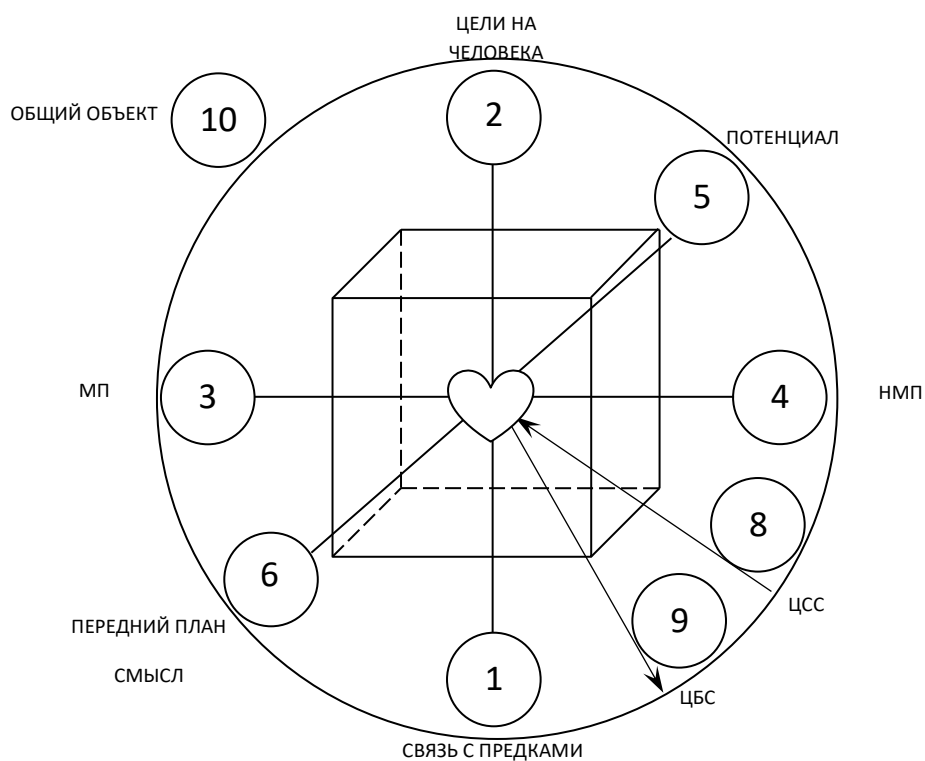 ЦЕЛИ НА
ЧЕЛОВЕКА
ОБЩИЙ ОБЪЕКТ
10
2
ПОТЕНЦИАЛ
5
МП
3
4
НМП
8
6
ЦСС
9
ПЕРЕДНИЙ ПЛАН
СМЫСЛ
1
ЦБС
СВЯЗЬ С ПРЕДКАМИ